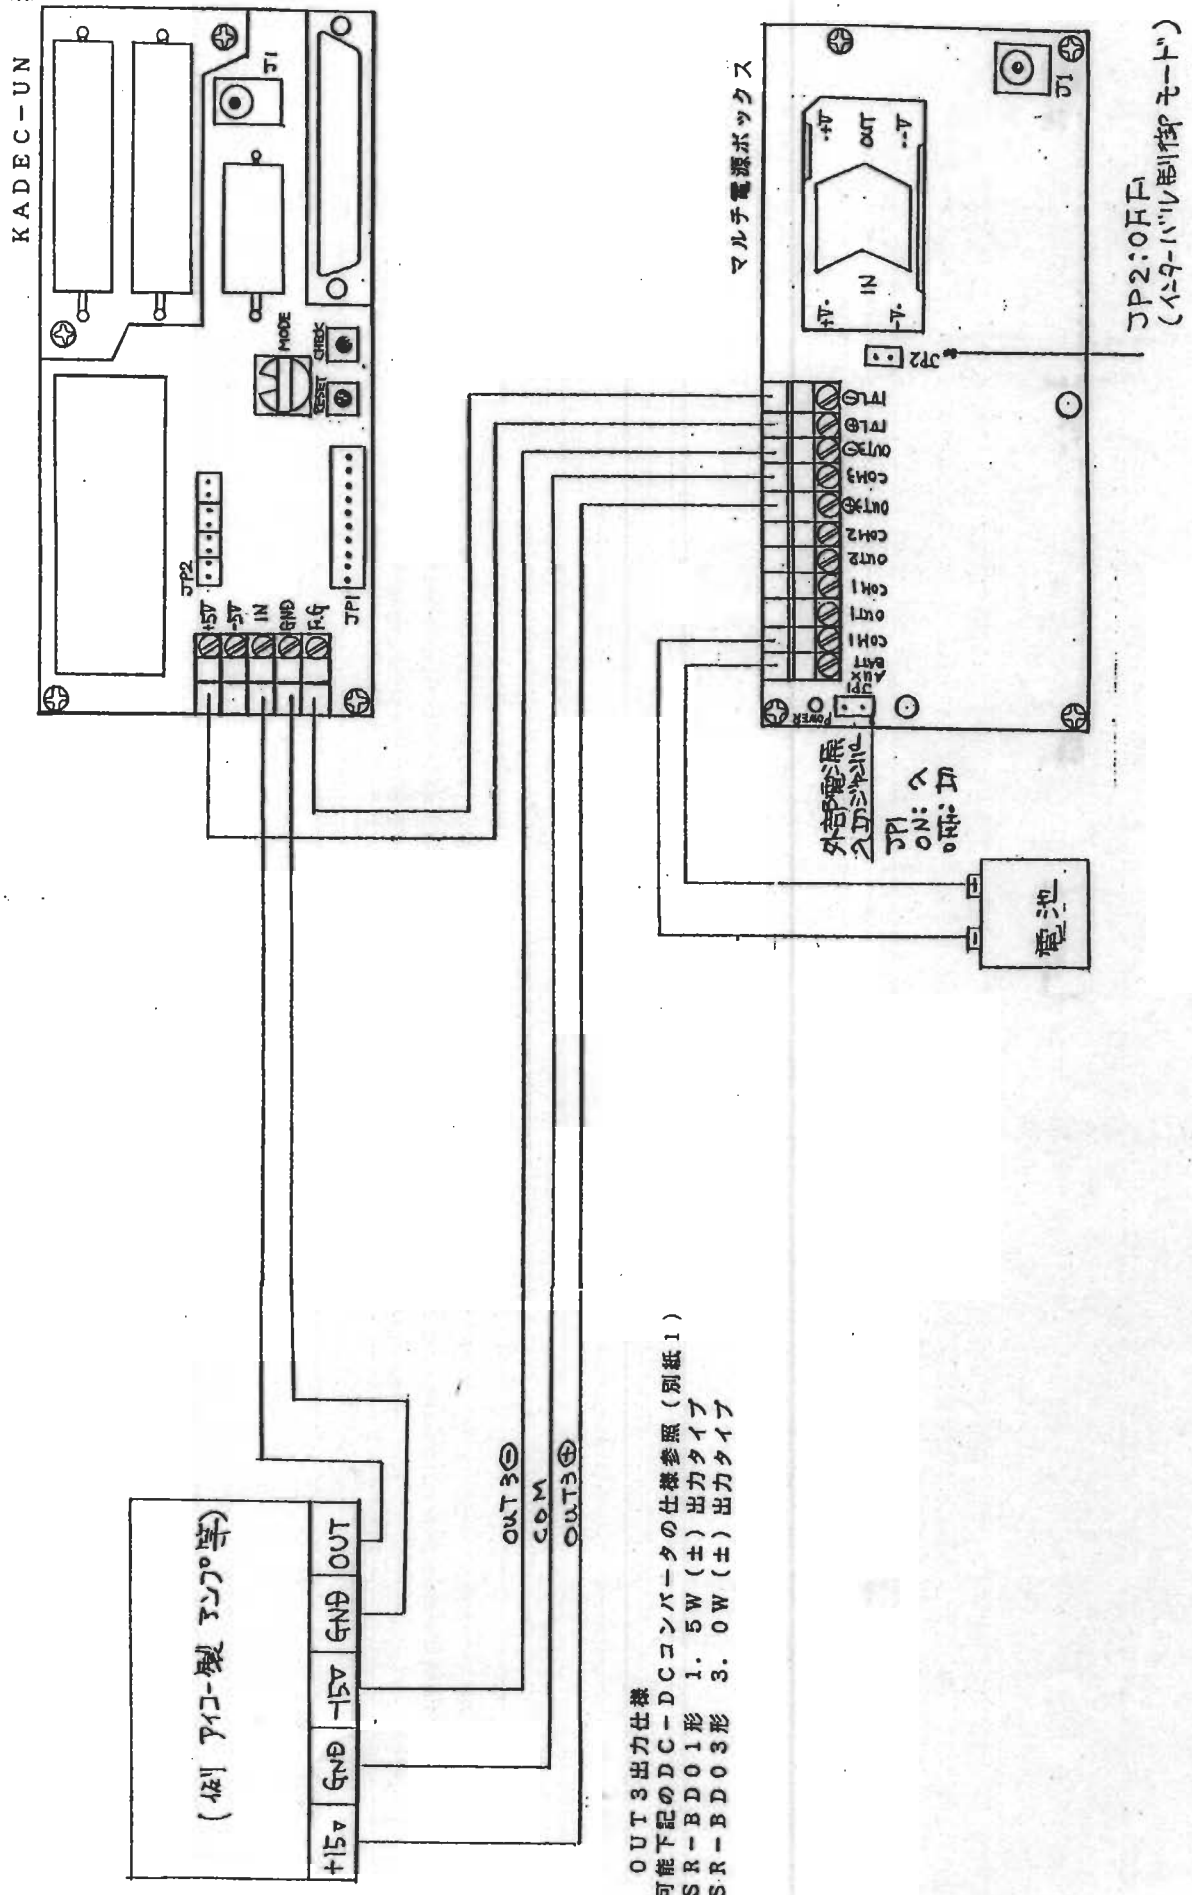 KADEC-UN
J1
MODE
CHECK
RESET
JP2
JP1
+5V
-5V
IN
GND
F.G
マルチ電源ボックス
J1
+V
OUT
-V
+V
IN
-V
JP2
JP2:OFF
(インターバル制御モード)
LVL⊖
LVL⊕
OUT3⊖
COM3
OUT3⊕
COM2
OUT2
COM1
OUT1
COM1
BATT
AUX
JP1
POWER
外部電源
入切ジャンパ
JP1
ON:入
OFF:切
+
-
電池
(例 アイコー製 アンプ等)
+15V
GND
-15V
GND
OUT
OUT3⊖
COM
OUT3⊕
OUT3出力仕様
可能下記のDC-DCコンバータの仕様参照(別紙1)
SR-BD01形 1.5W(±)出力タイプ
SR-BD03形 3.0W(±)出力タイプ